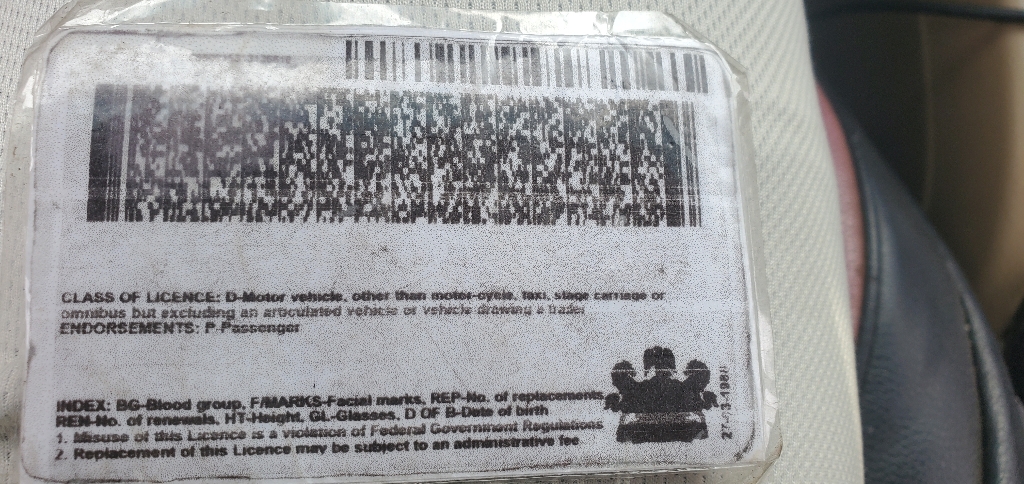 CLASS OF LICENCE: D-Motor vehicle, other than motor-cycle, taxi, stage carriage or
omnibus but excluding an articulated vehicle or vehicle drawing a trailer
ENDORSEMENTS: P-Passenger
INDEX: BG-Blood group, F/MARKS-Facial marks, REP-No. of replacements,
REN-No. of renewals, HT-Height, GL-Glasses, D OF B-Date of birth
1. Misuse of this Licence is a violation of Federal Government Regulations
2. Replacement of this Licence may be subject to an administrative fee